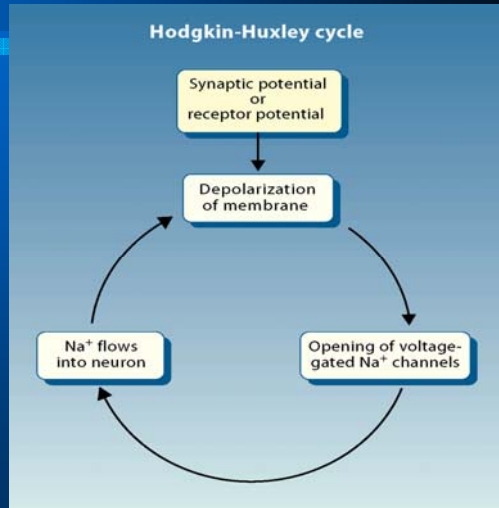 Hodgkin-Huxley cycle
Synaptic potential
or
receptor potential
Depolarization
of membrane
Na⁺ flows
into neuron
Opening of voltage-
gated Na⁺ channels